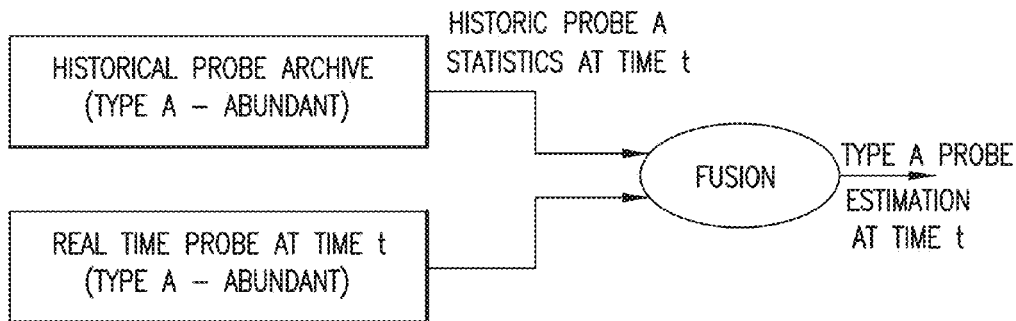 HISTORICAL PROBE ARCHIVE
(TYPE A – ABUNDANT)
HISTORIC PROBE A
STATISTICS AT TIME t
REAL TIME PROBE AT TIME t
(TYPE A – ABUNDANT)
FUSION
TYPE A PROBE
ESTIMATION
AT TIME t